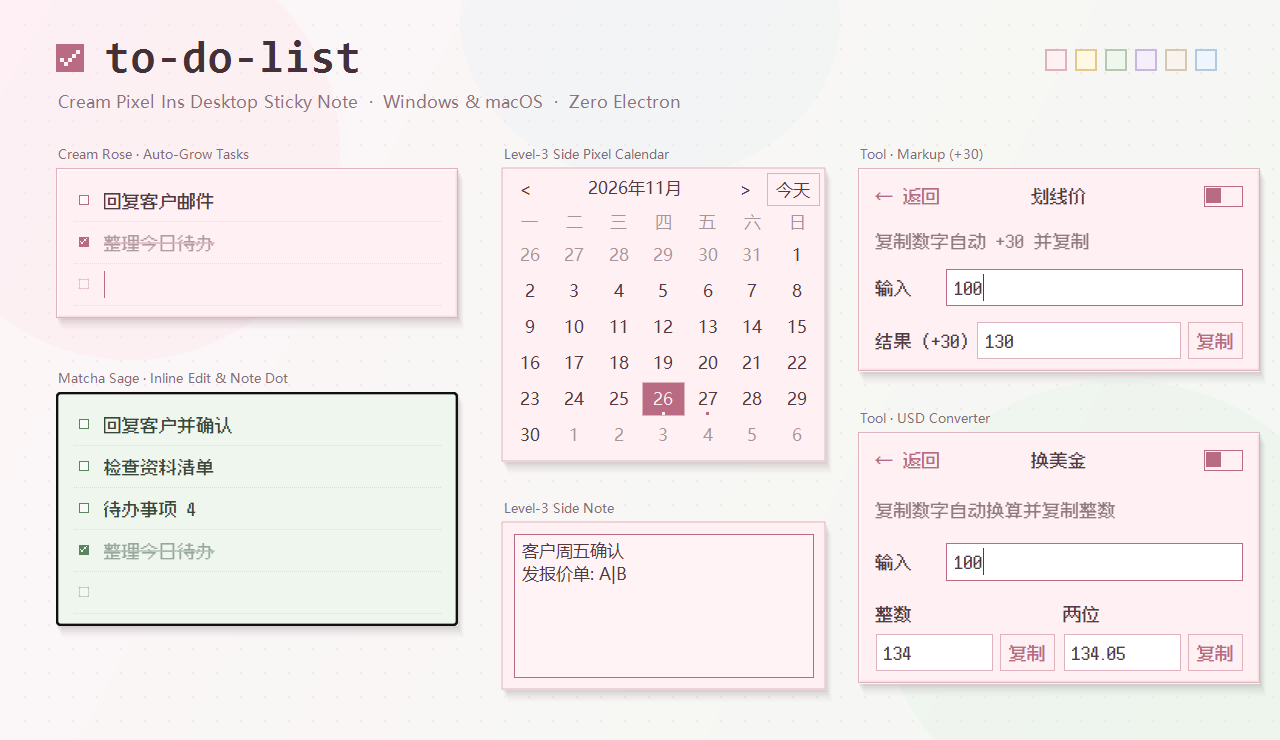 to-do-list
Cream Pixel Ins Desktop Sticky Note · Windows & macOS · Zero Electron
Cream Rose · Auto-Grow Tasks
回复客户邮件
整理今日待办
Matcha Sage · Inline Edit & Note Dot
回复客户并确认
检查资料清单
待办事项 4
整理今日待办
Level-3 Side Pixel Calendar
< 2026年11月 > 今天
一 二 三 四 五 六 日
26 27 28 29 30 31 1
2 3 4 5 6 7 8
9 10 11 12 13 14 15
16 17 18 19 20 21 22
23 24 25 26 27 28 29
30 1 2 3 4 5 6
Level-3 Side Note
客户周五确认
发报价单: A|B
Tool · Markup (+30)
← 返回 划线价
复制数字自动 +30 并复制
输入 100
结果 (+30) 130 复制
Tool · USD Converter
← 返回 换美金
复制数字自动换算并复制整数
输入 100
整数 两位
134 复制 134.05 复制